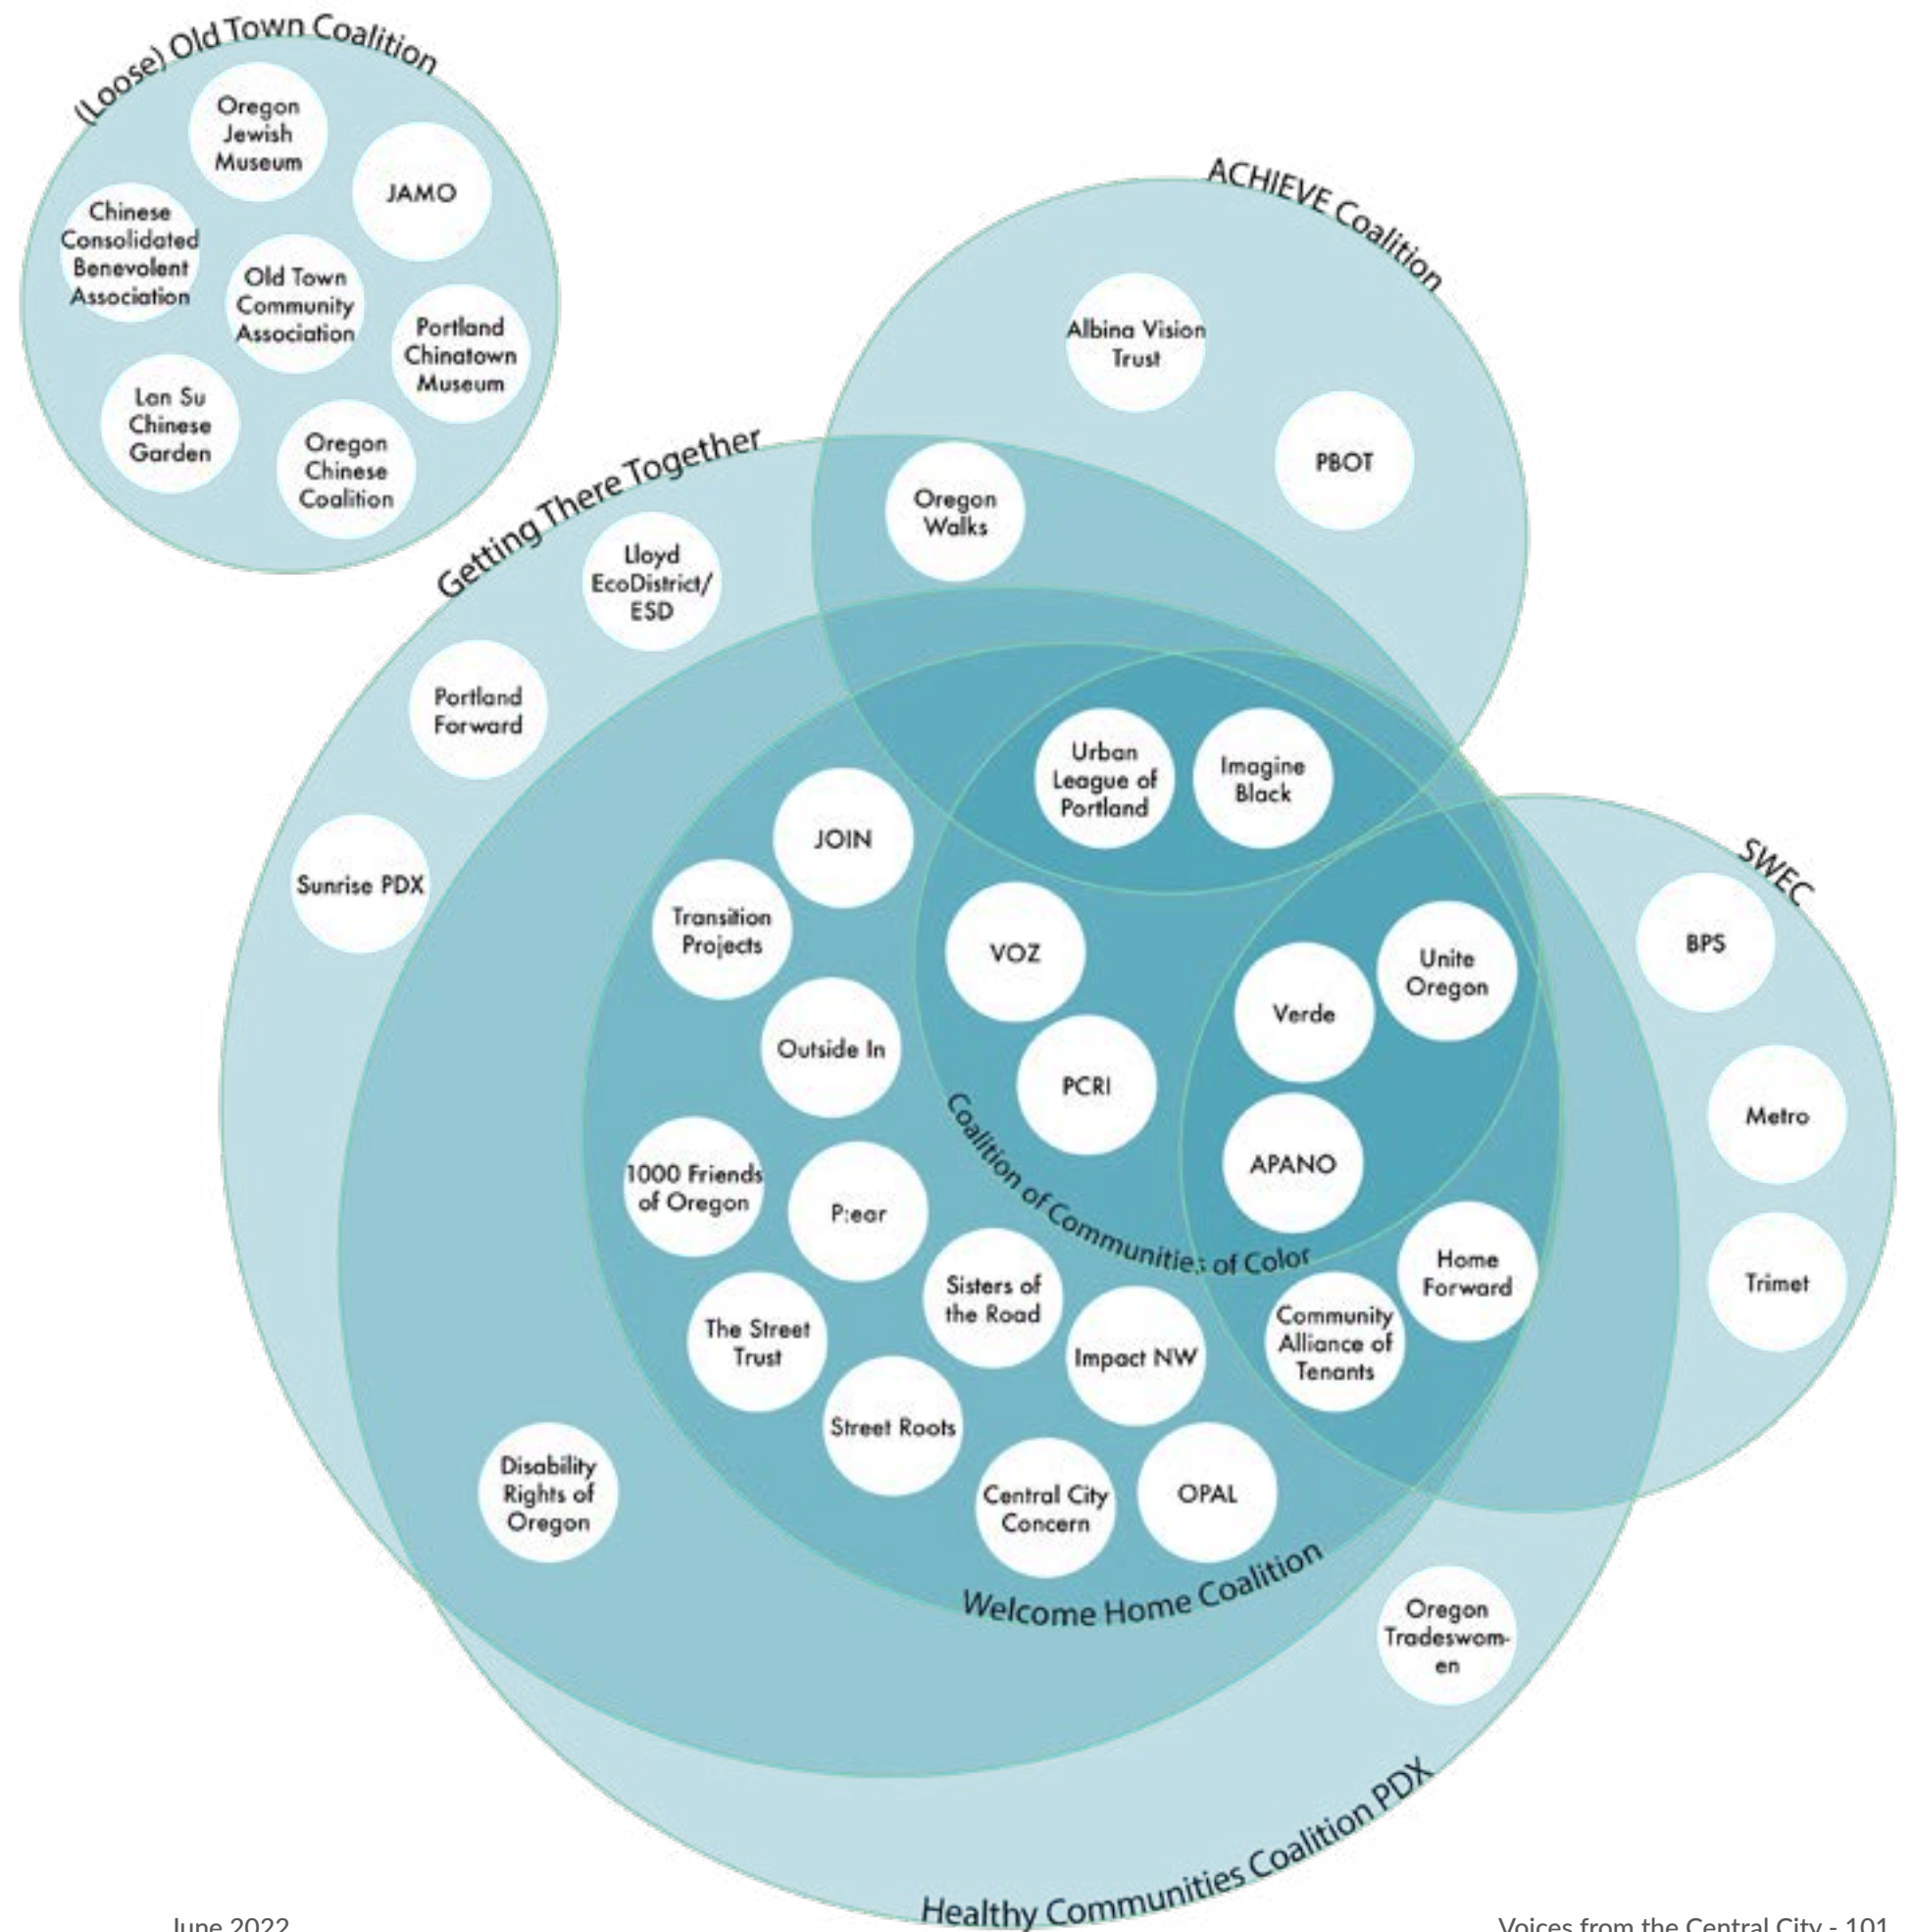 (Loose) Old Town Coalition
Oregon
Jewish
Museum
JAMO
Chinese
Consolidated
Benevolent
Association
Old Town
Community
Association
Portland
Chinatown
Museum
Lan Su
Chinese
Garden
Oregon
Chinese
Coalition
ACHIEVE Coalition
Albina Vision
Trust
PBOT
Getting There Together
Oregon
Walks
Lloyd
EcoDistrict/
ESD
Portland
Forward
Sunrise PDX
Urban
League of
Portland
Imagine
Black
JOIN
Transition
Projects
Outside In
VOZ
PCRI
Verde
Unite
Oregon
APANO
SWEC
BPS
Metro
Trimet
Coalition of Communities of Color
1000 Friends
of Oregon
P:ear
Sisters of
the Road
Home
Forward
Community
Alliance of
Tenants
The Street
Trust
Impact NW
Street Roots
Central City
Concern
OPAL
Disability
Rights of
Oregon
Welcome Home Coalition
Oregon
Tradeswom-
en
Healthy Communities Coalition PDX
June 2022
Voices from the Central City - 101